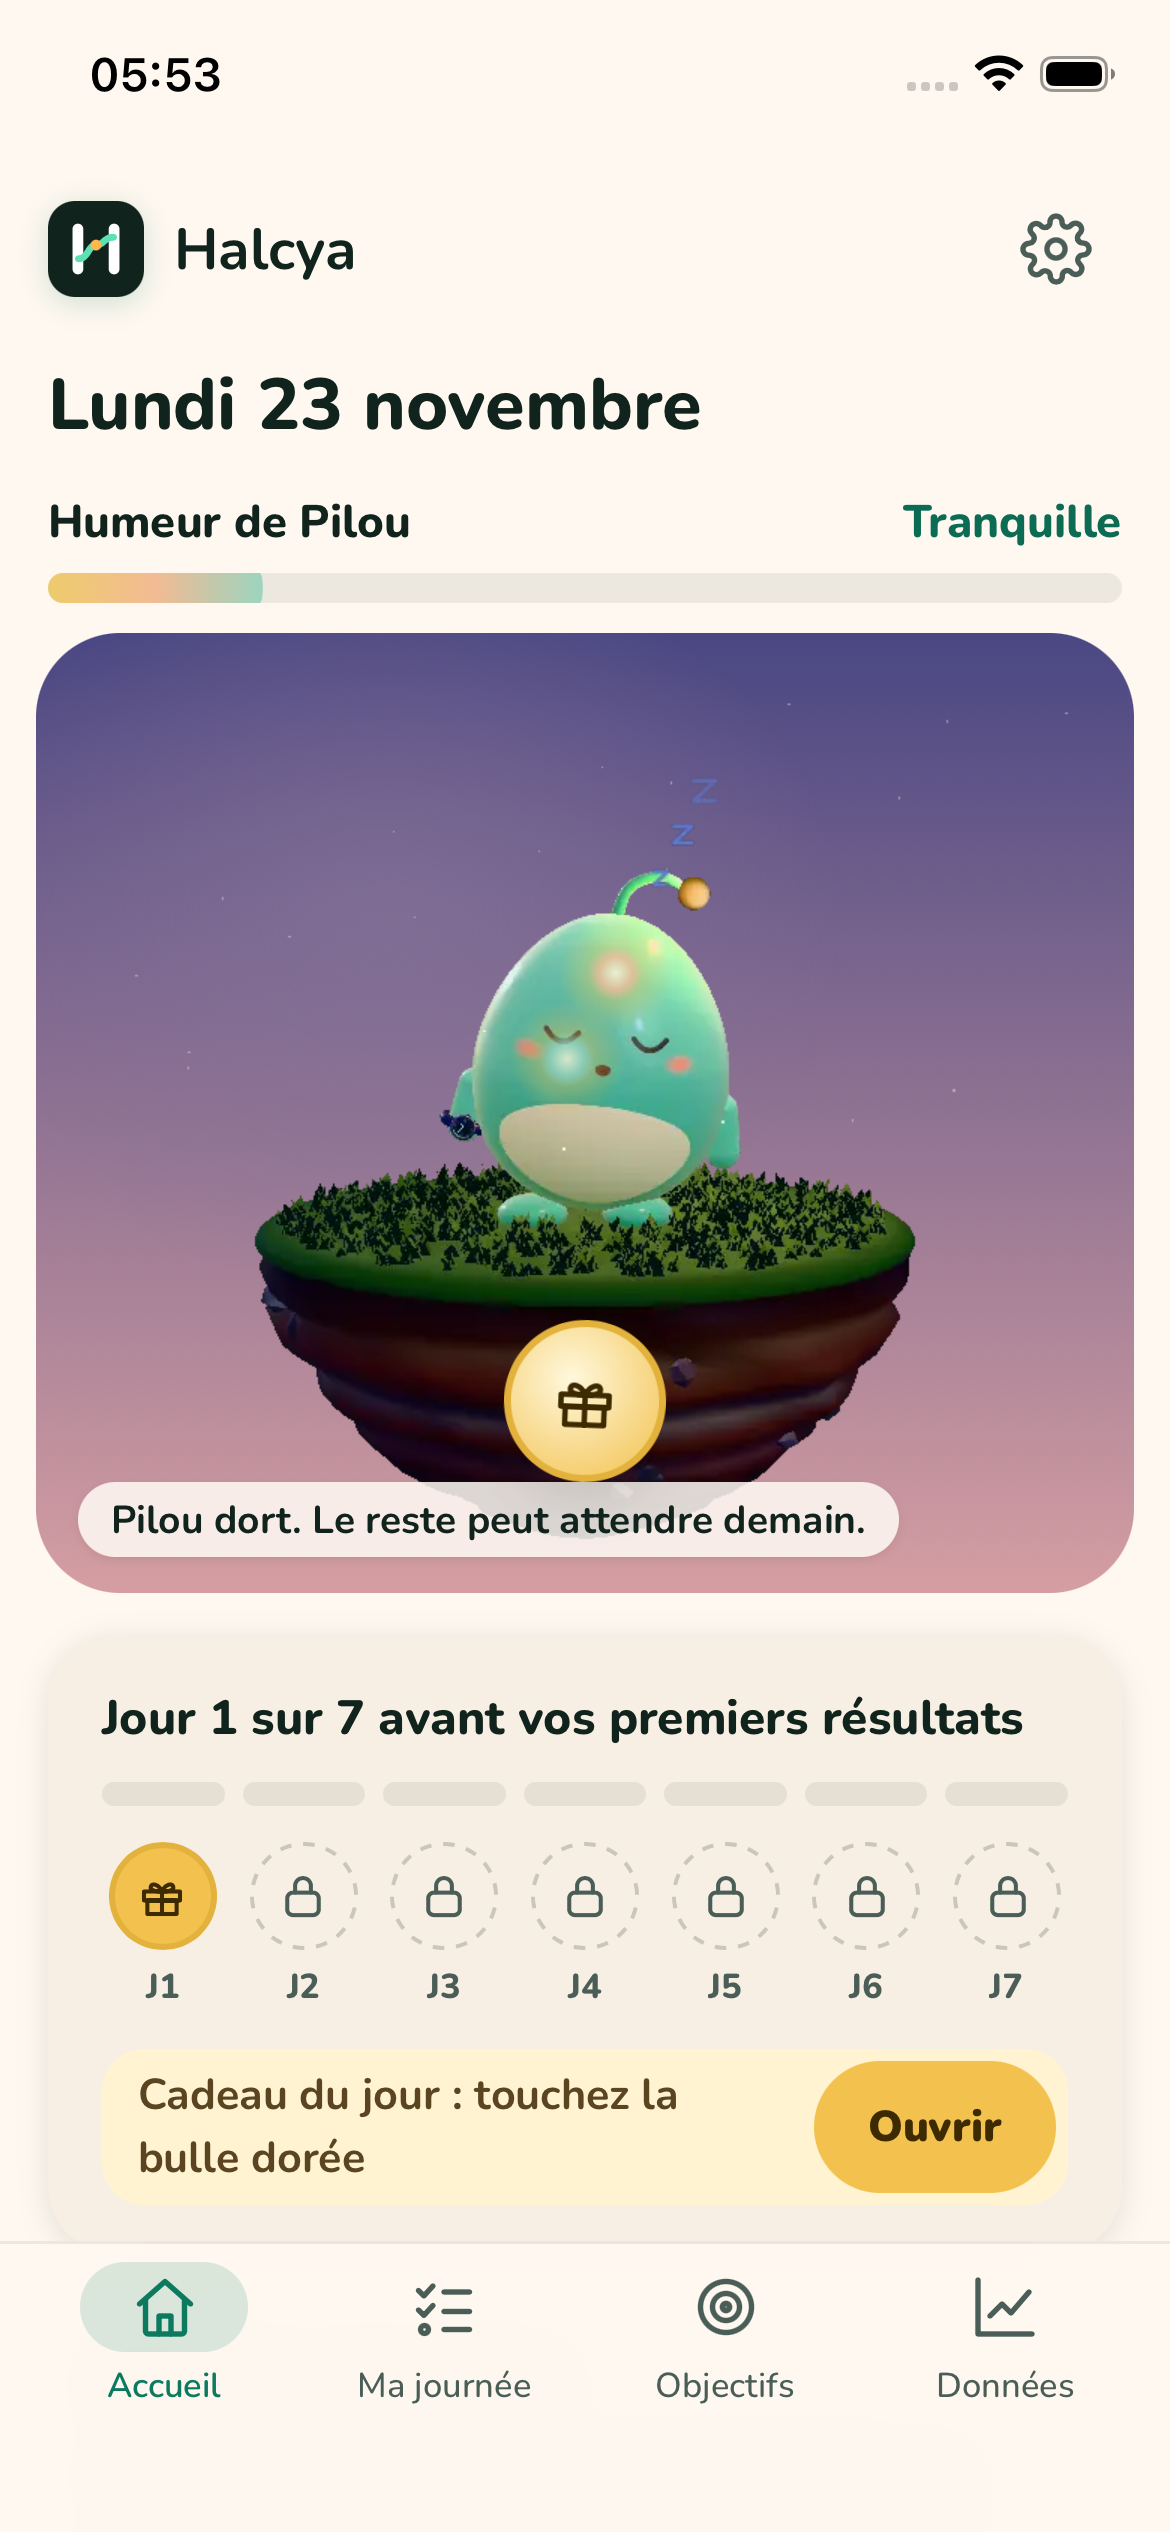 05:53
Halcya
Lundi 23 novembre
Humeur de Pilou
Tranquille
z
z
z
Pilou dort. Le reste peut attendre demain.
Jour 1 sur 7 avant vos premiers résultats
J1
J2
J3
J4
J5
J6
J7
Cadeau du jour : touchez la
bulle dorée
Ouvrir
Accueil
Ma journée
Objectifs
Données